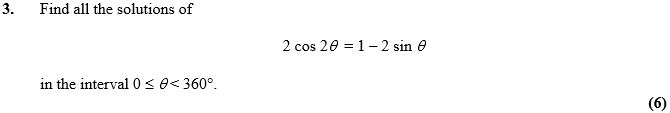 3. Find all the solutions of
2 cos 2θ = 1 – 2 sin θ
in the interval 0 ≤ θ< 360°.
(6)